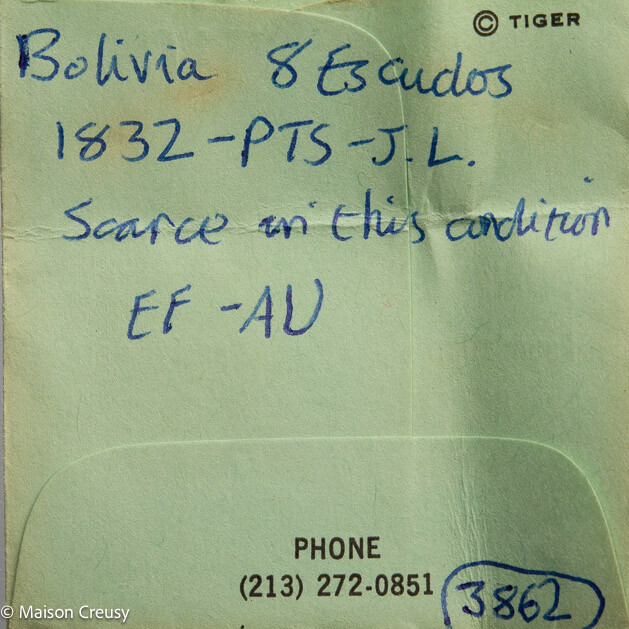 © TIGER
Bolivia 8 Escudos
1832-PTS-J.L.
Scarce in this condition
EF-AU
PHONE
(213) 272-0851
3862
© Maison Creusy